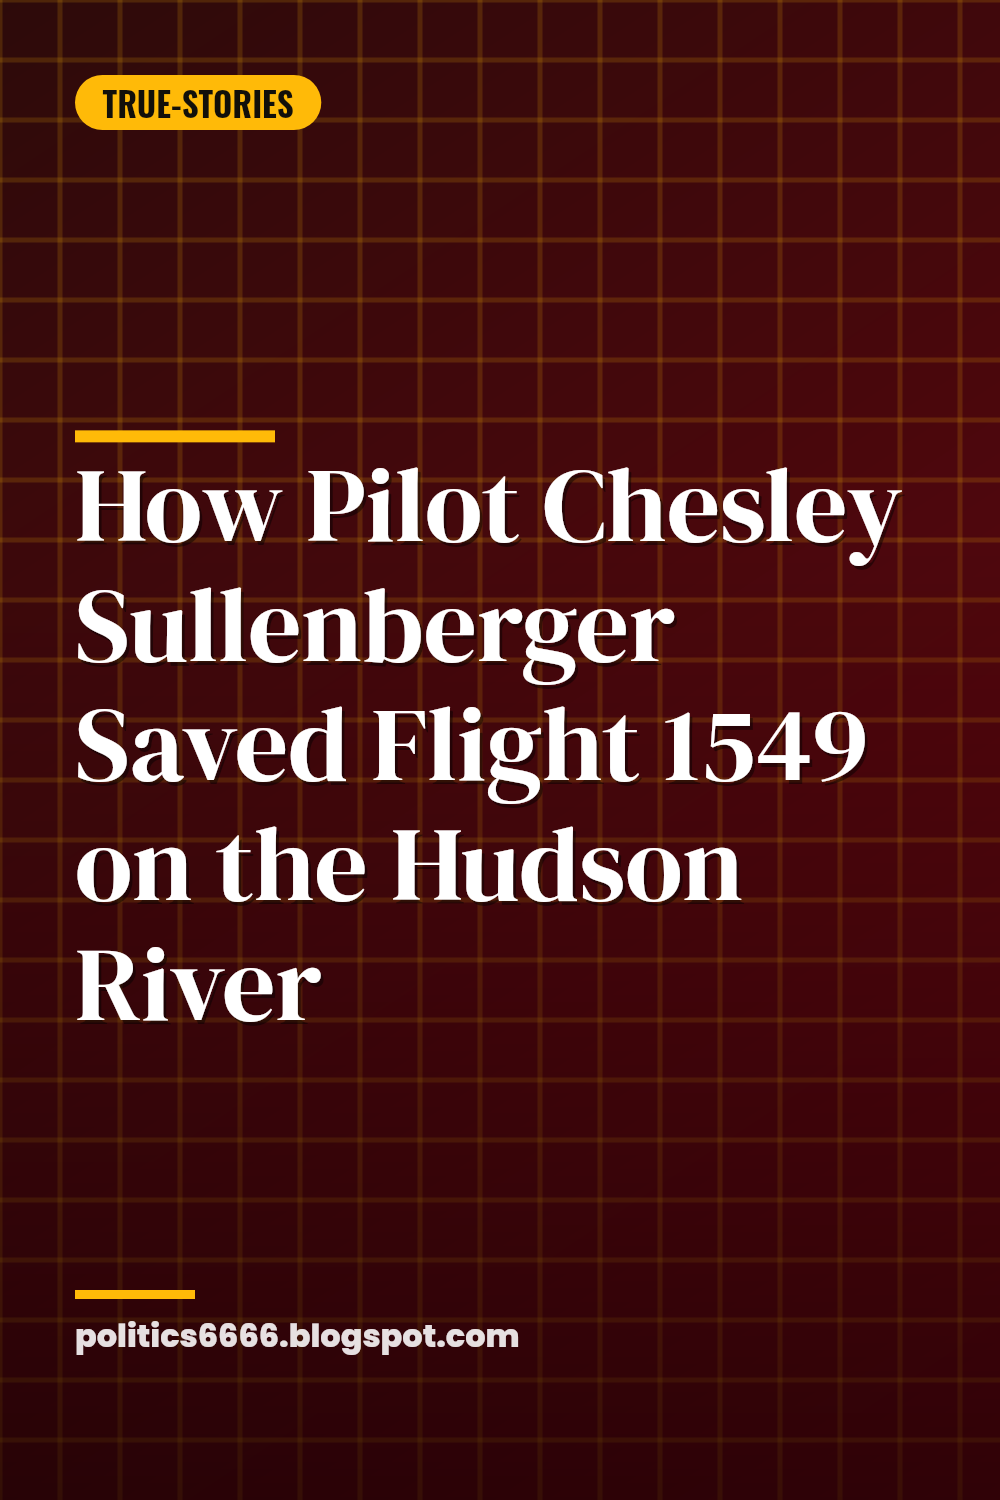 TRUE-STORIES
How Pilot Chesley
Sullenberger
Saved Flight 1549
on the Hudson
River
politics6666.blogspot.com